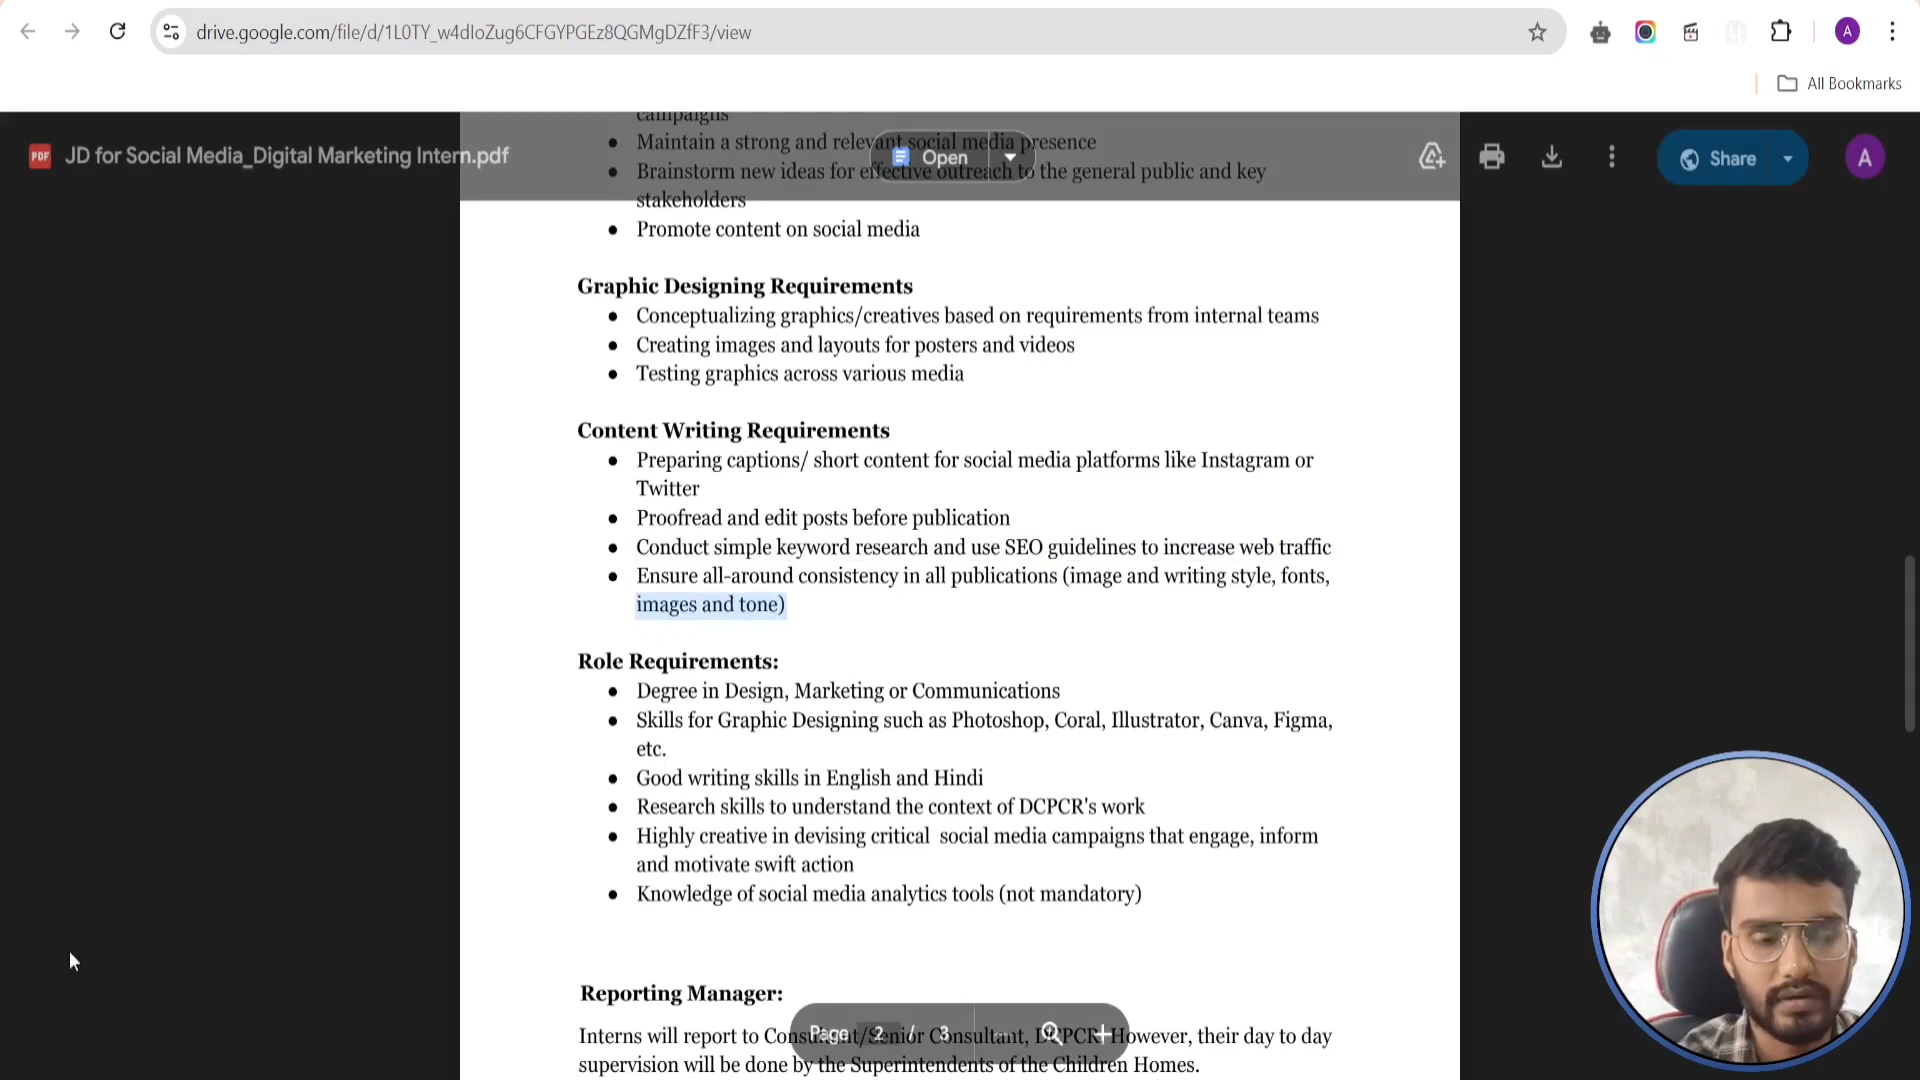 drive.google.com/file/d/1L0TY_w4dIoZug6CFGYPGEz8QGMgDZfF3/view
A
All Bookmarks
PDF
JD for Social Media_Digital Marketing Intern.pdf
Open
Share
A
campaigns
● Maintain a strong and relevant social media presence
● Brainstorm new ideas for effective outreach to the general public and key
stakeholders
● Promote content on social media
Graphic Designing Requirements
● Conceptualizing graphics/creatives based on requirements from internal teams
● Creating images and layouts for posters and videos
● Testing graphics across various media
Content Writing Requirements
● Preparing captions/ short content for social media platforms like Instagram or
Twitter
● Proofread and edit posts before publication
● Conduct simple keyword research and use SEO guidelines to increase web traffic
● Ensure all-around consistency in all publications (image and writing style, fonts,
images and tone)
Role Requirements:
● Degree in Design, Marketing or Communications
● Skills for Graphic Designing such as Photoshop, Coral, Illustrator, Canva, Figma,
etc.
● Good writing skills in English and Hindi
● Research skills to understand the context of DCPCR's work
● Highly creative in devising critical  social media campaigns that engage, inform
and motivate swift action
● Knowledge of social media analytics tools (not mandatory)
Reporting Manager:
Page 2 / 3
Interns will report to Consultant/Senior Consultant, DCPCR. However, their day to day
supervision will be done by the Superintendents of the Children Homes.